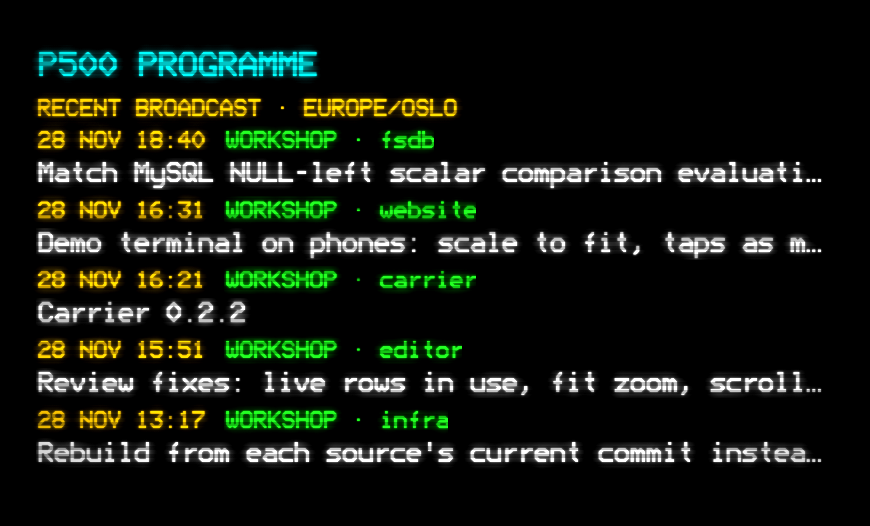 P500 PROGRAMME
RECENT BROADCAST · EUROPE/OSLO
28 NOV 18:40 WORKSHOP · fsdb
Match MySQL NULL-left scalar comparison evaluati…
28 NOV 16:31 WORKSHOP · website
Demo terminal on phones: scale to fit, taps as m…
28 NOV 16:21 WORKSHOP · carrier
Carrier 0.2.2
28 NOV 15:51 WORKSHOP · editor
Review fixes: live rows in use, fit zoom, scroll…
28 NOV 13:17 WORKSHOP · infra
Rebuild from each source's current commit instea…